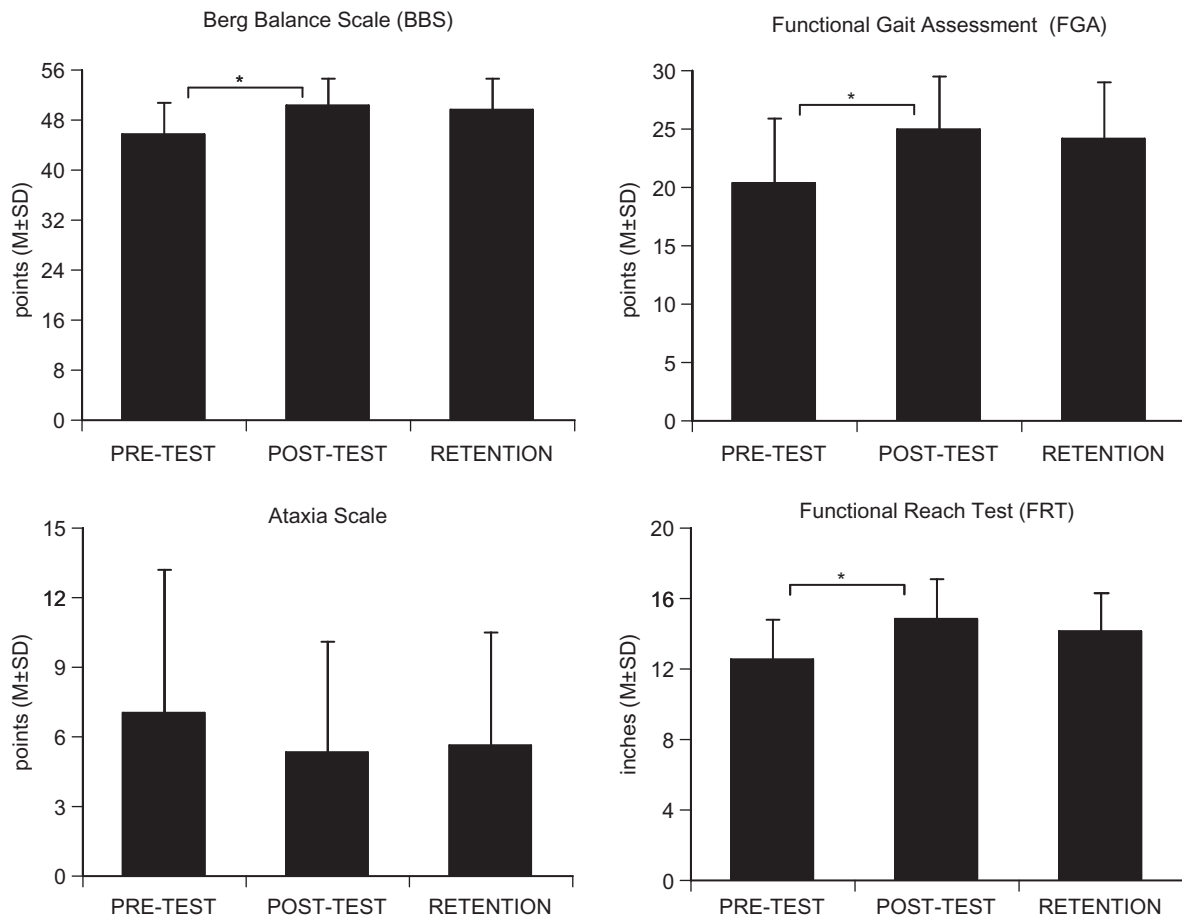 Berg Balance Scale (BBS)
56
48
40
32
24
16
8
0
points (M±SD)
*
PRE-TEST POST-TEST RETENTION
Functional Gait Assessment (FGA)
30
25
20
15
10
5
0
points (M±SD)
*
PRE-TEST POST-TEST RETENTION
Ataxia Scale
15
12
9
6
3
0
points (M±SD)
PRE-TEST POST-TEST RETENTION
Functional Reach Test (FRT)
20
16
12
8
4
0
inches (M±SD)
*
PRE-TEST POST-TEST RETENTION